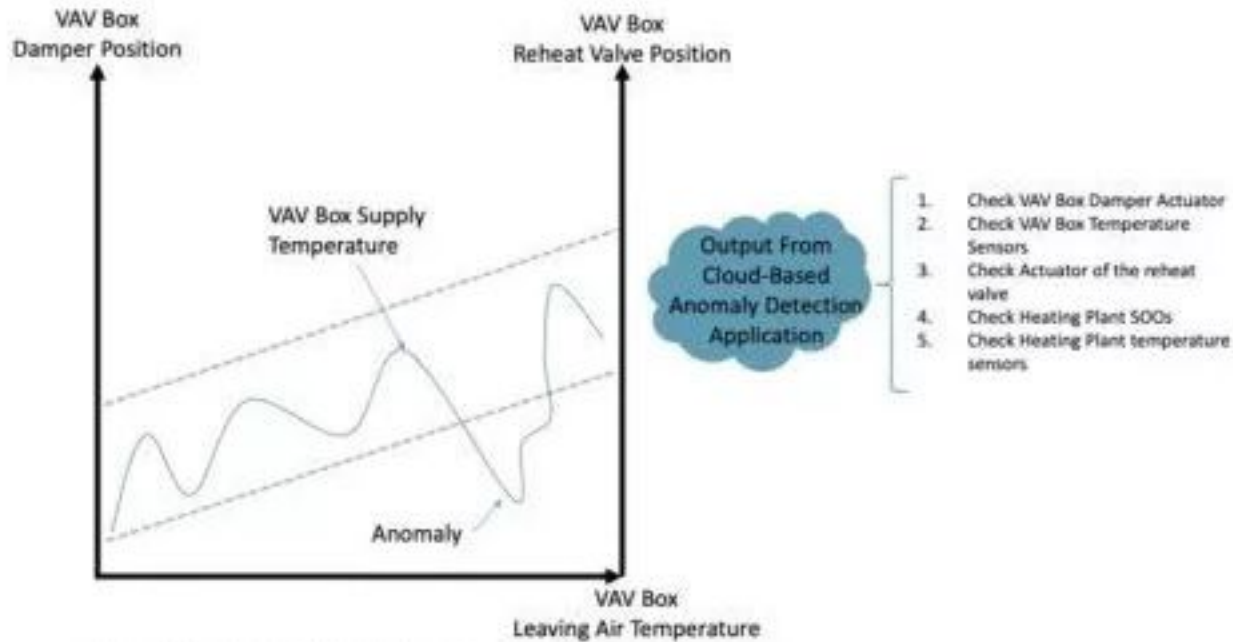 VAV Box
Damper Position
VAV Box
Reheat Valve Position
VAV Box Supply
Temperature
Anomaly
VAV Box
Leaving Air Temperature
Output From
Cloud-Based
Anomaly Detection
Application
1. Check VAV Box Damper Actuator
2. Check VAV Box Temperature
Sensors
3. Check Actuator of the reheat
valve
4. Check Heating Plant SOOs
5. Check Heating Plant temperature
sensors